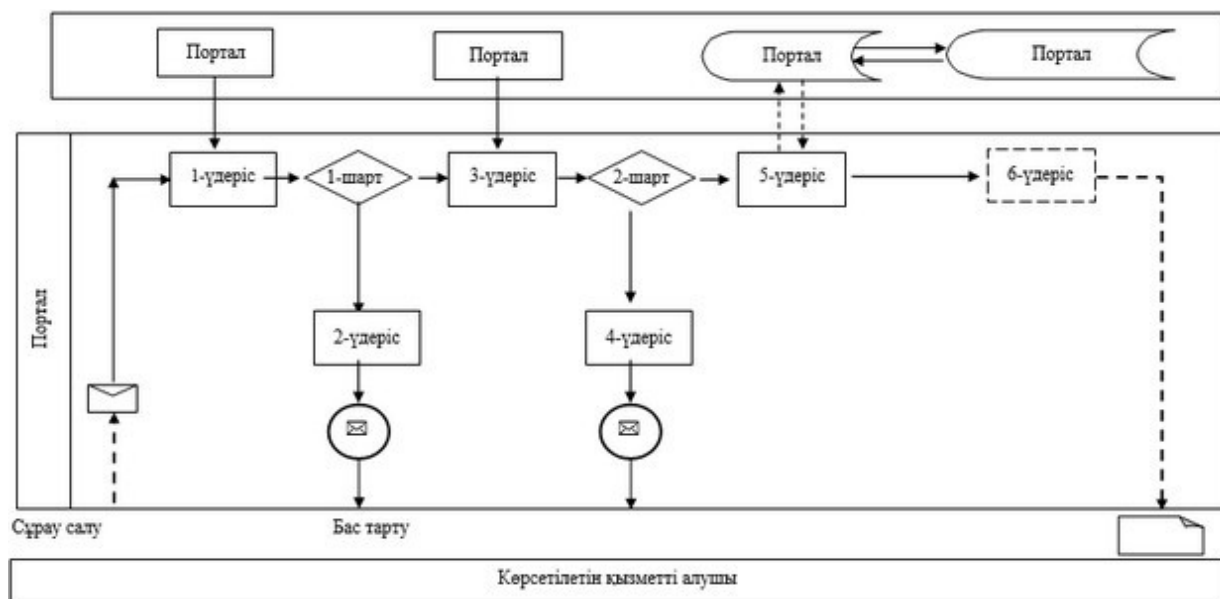 Портал
Портал
Портал
Портал
1-үдеріс
1-шарт
3-үдеріс
2-шарт
5-үдеріс
6-үдеріс
Портал
2-үдеріс
4-үдеріс
Сұрау салу
Бас тарту
Көрсетілетін қызметті алушы